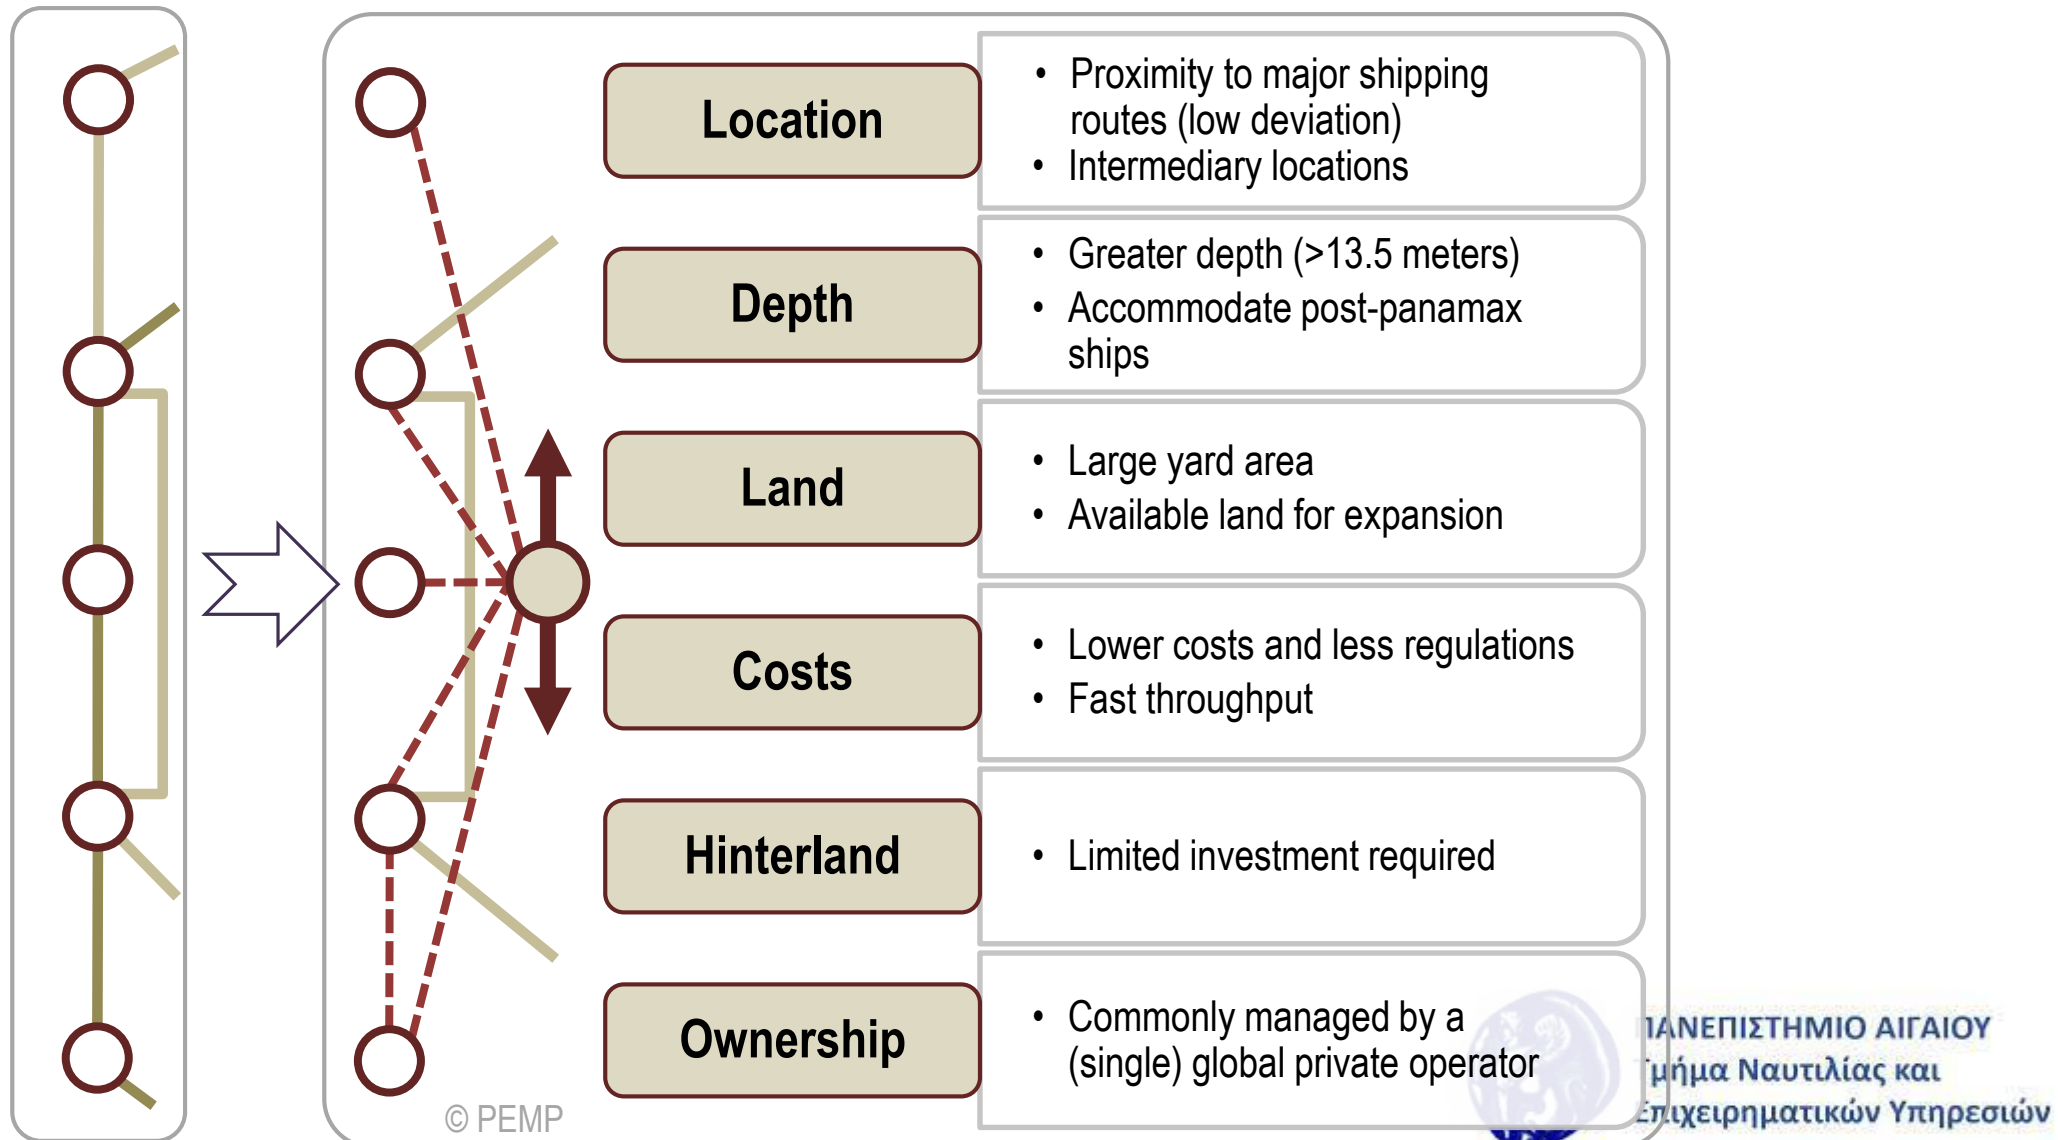 Location
• Proximity to major shipping
routes (low deviation)
• Intermediary locations
Depth
• Greater depth (>13.5 meters)
• Accommodate post-panamax
ships
Land
• Large yard area
• Available land for expansion
Costs
• Lower costs and less regulations
• Fast throughput
Hinterland
• Limited investment required
Ownership
• Commonly managed by a
(single) global private operator
© PEMP
ΠΑΝΕΠΙΣΤΗΜΙΟ ΑΙΓΑΙΟΥ
Τμήμα Ναυτιλίας και
Επιχειρηματικών Υπηρεσιών